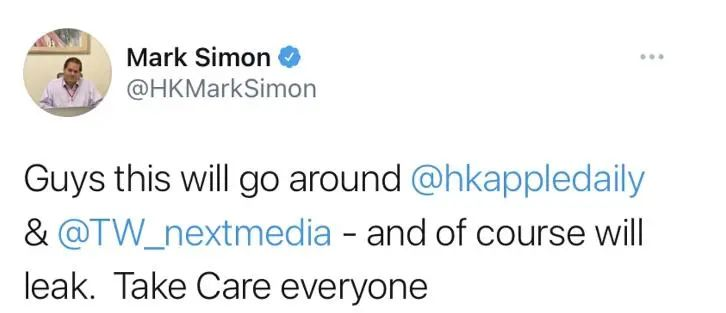 Mark Simon
@HKMarkSimon
Guys this will go around @hkappledaily
& @TW_nextmedia - and of course will
leak.  Take Care everyone